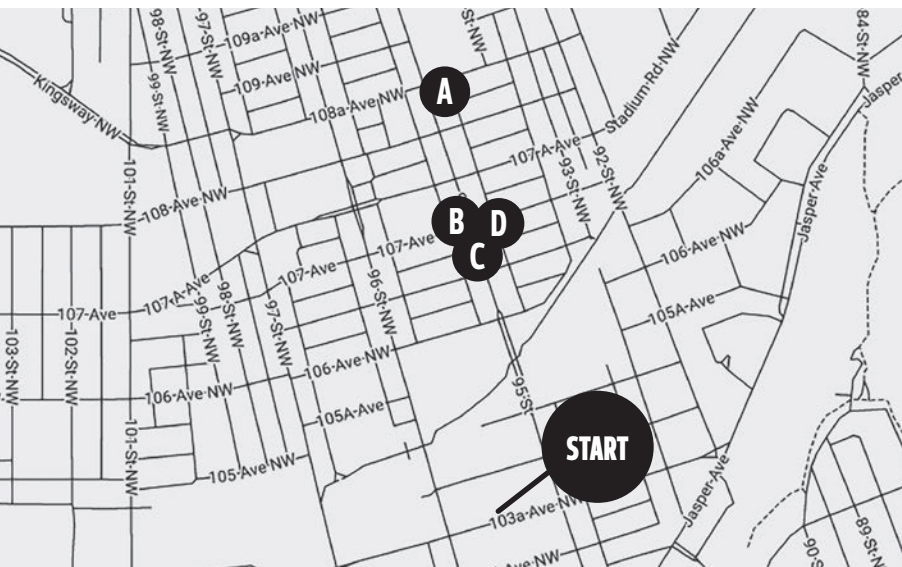 98-St-NW
97-St-NW
St-NW
84-St-NW
109a-Ave-NW
Jasper
Kingsway-NW
99-St-NW
109-Ave-NW
108a-Ave-NW
A
Stadium-Rd-NW
106a-Ave-NW
101-St-NW
107-A-Ave-NW
93-St-NW
92-St-NW
108-Ave-NW
Jasper-Ave
B
D
C
107-Ave
107-Ave
106-Ave-NW
107-A-Ave
107-Ave
96-St-NW
105A-Ave
103-St-NW
102-St-NW
99-St-NW
98-St-NW
97-St-NW
106-Ave-NW
95-St
106-Ave-NW
105A-Ave
START
101-St-NW
105-Ave-NW
Jasper-Ave
103a-Ave-NW
89-St-N
90-S
Ave-NW